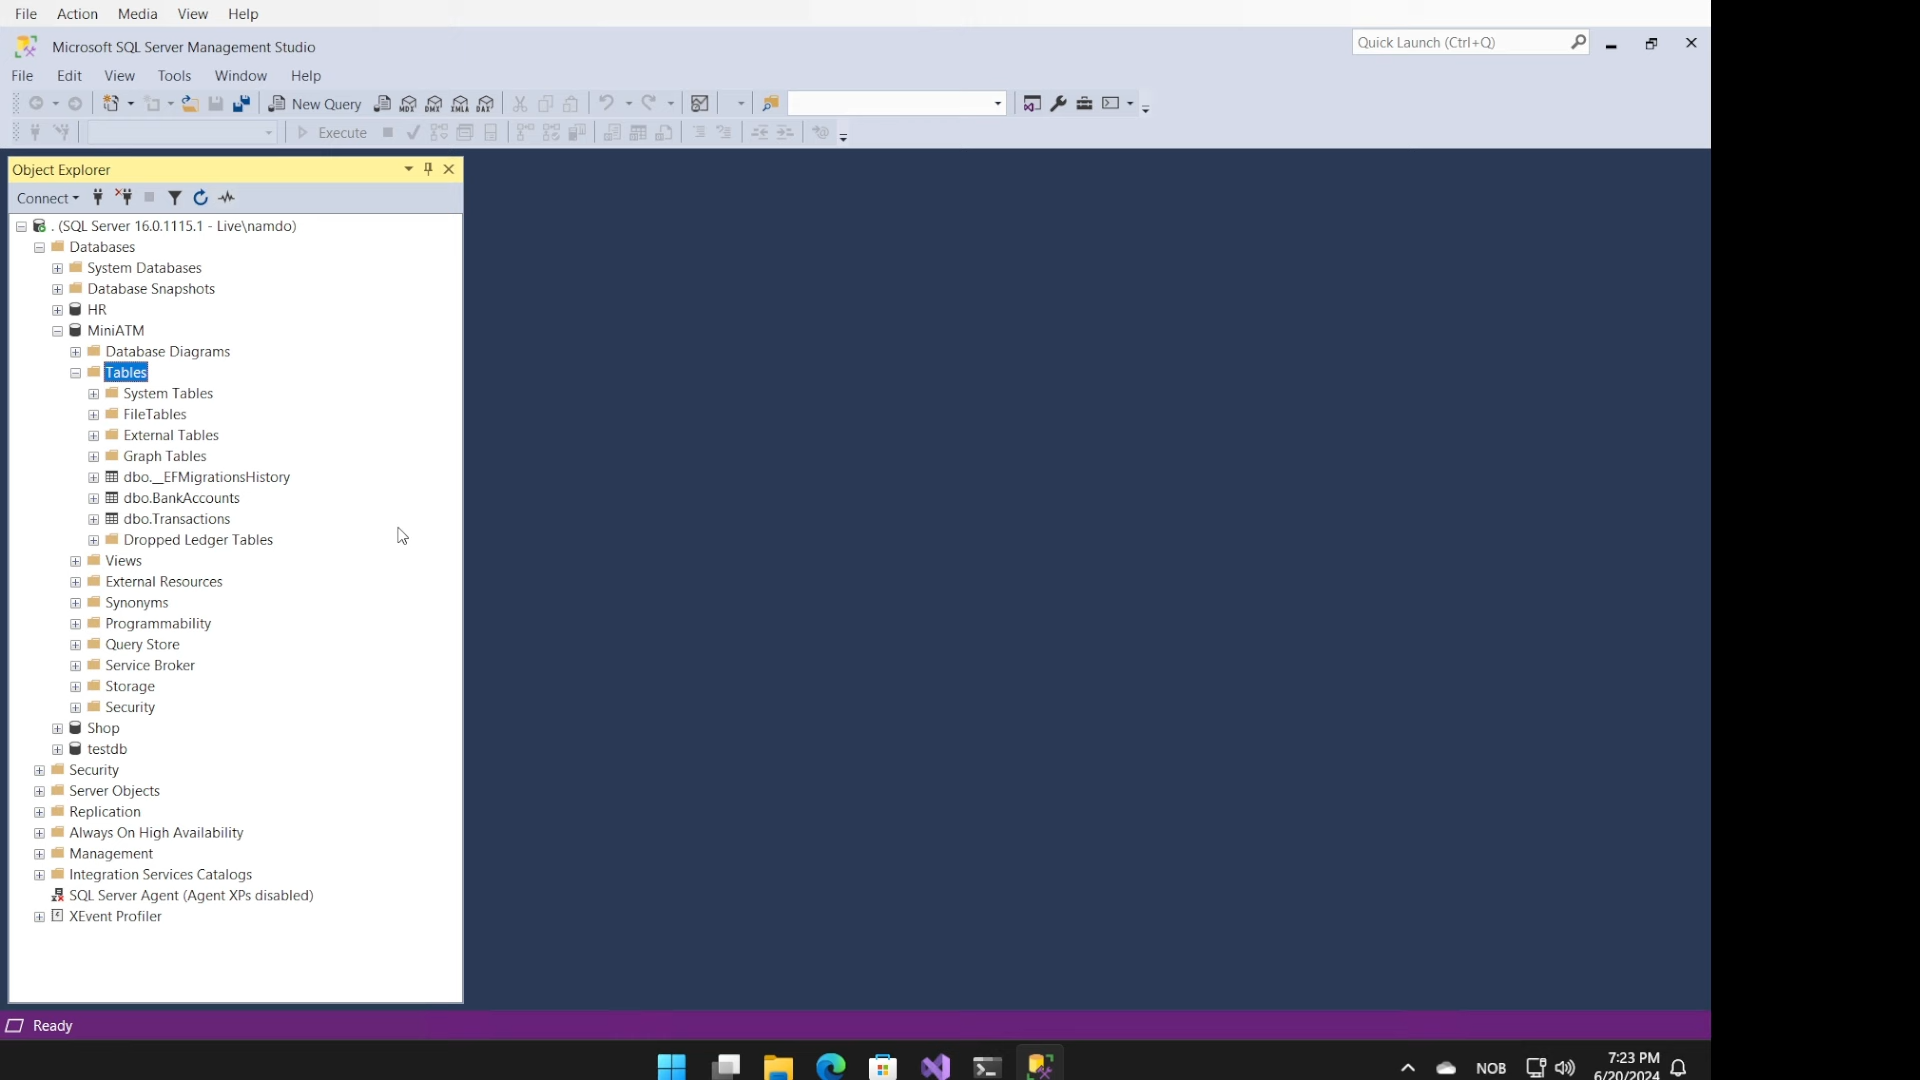 File Action Media View Help
Microsoft SQL Server Management Studio
Quick Launch (Ctrl+Q)
File Edit View Tools Window Help
New Query MDX DMX XMLA DAX
Execute
Object Explorer
Connect
. (SQL Server 16.0.1115.1 - Live\namdo)
Databases
System Databases
Database Snapshots
HR
MiniATM
Database Diagrams
Tables
System Tables
FileTables
External Tables
Graph Tables
dbo.__EFMigrationsHistory
dbo.BankAccounts
dbo.Transactions
Dropped Ledger Tables
Views
External Resources
Synonyms
Programmability
Query Store
Service Broker
Storage
Security
Shop
testdb
Security
Server Objects
Replication
Always On High Availability
Management
Integration Services Catalogs
SQL Server Agent (Agent XPs disabled)
XEvent Profiler
Ready
NOB
7:23 PM
6/20/2024